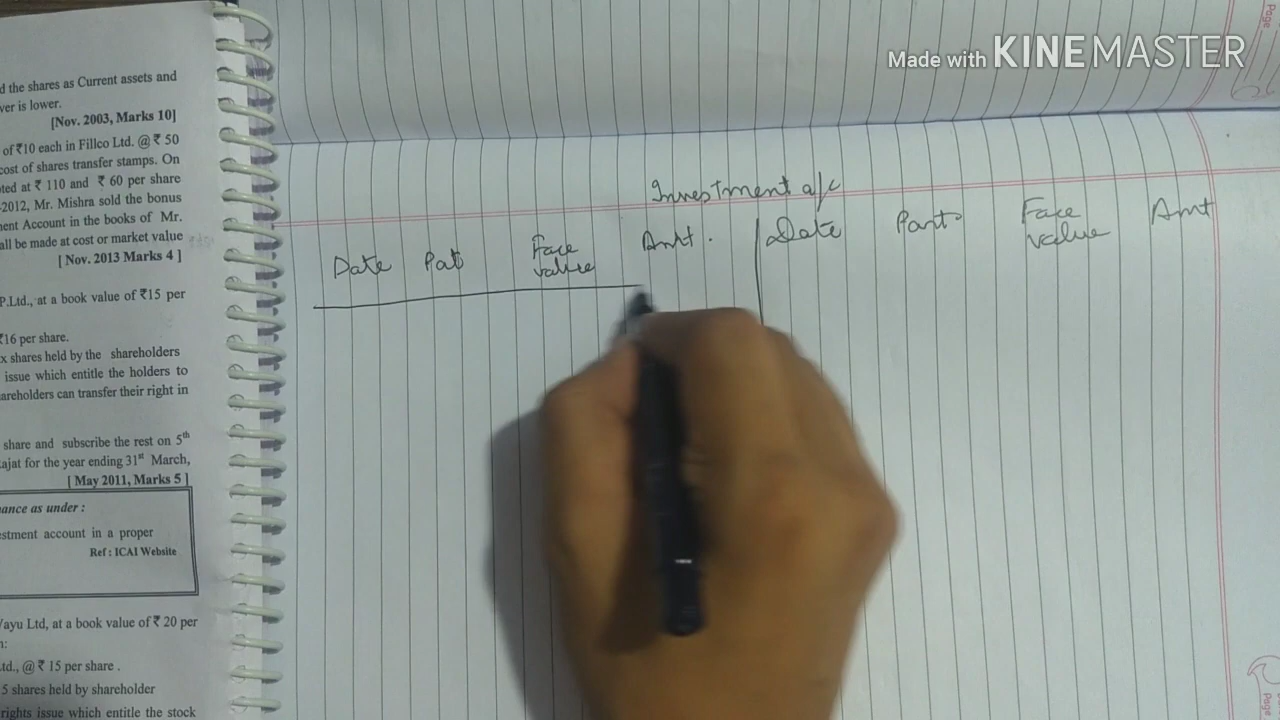 Made with KINEMASTER
d the shares as Current assets and
ver is lower.
[Nov. 2003, Marks 10]
of ₹10 each in Fillco Ltd. @ ₹ 50
cost of shares transfer stamps. On
ted at ₹ 110 and ₹ 60 per share
-2012, Mr. Mishra sold the bonus
nent Account in the books of Mr.
all be made at cost or market value
[ Nov. 2013 Marks 4 ]
P.Ltd., at a book value of ₹15 per
₹16 per share.
x shares held by the shareholders
issue which entitle the holders to
areholders can transfer their right in
share and subscribe the rest on 5th
ajat for the year ending 31st March,
[ May 2011, Marks 5 ]
nance as under :
estment account in a proper
Ref : ICAI Website
Vayu Ltd, at a book value of ₹ 20 per
n:
td., @ ₹ 15 per share .
5 shares held by shareholder
rights issue which entitle the stock
Investment a/c
Date Pat Face value Amt. Date Part Face value Amt
Page
Page